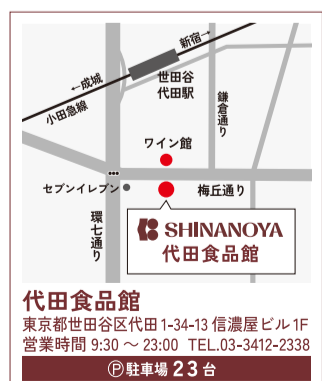 新宿→
←成城
小田急線
世田谷
代田駅
鎌倉通り
ワイン館
セブンイレブン
梅丘通り
環七通り
SHINANOYA
代田食品館
代田食品館
東京都世田谷区代田1-34-13 信濃屋ビル1F
営業時間 9:30 〜 23:00 TEL.03-3412-2338
Ⓟ駐車場 23台